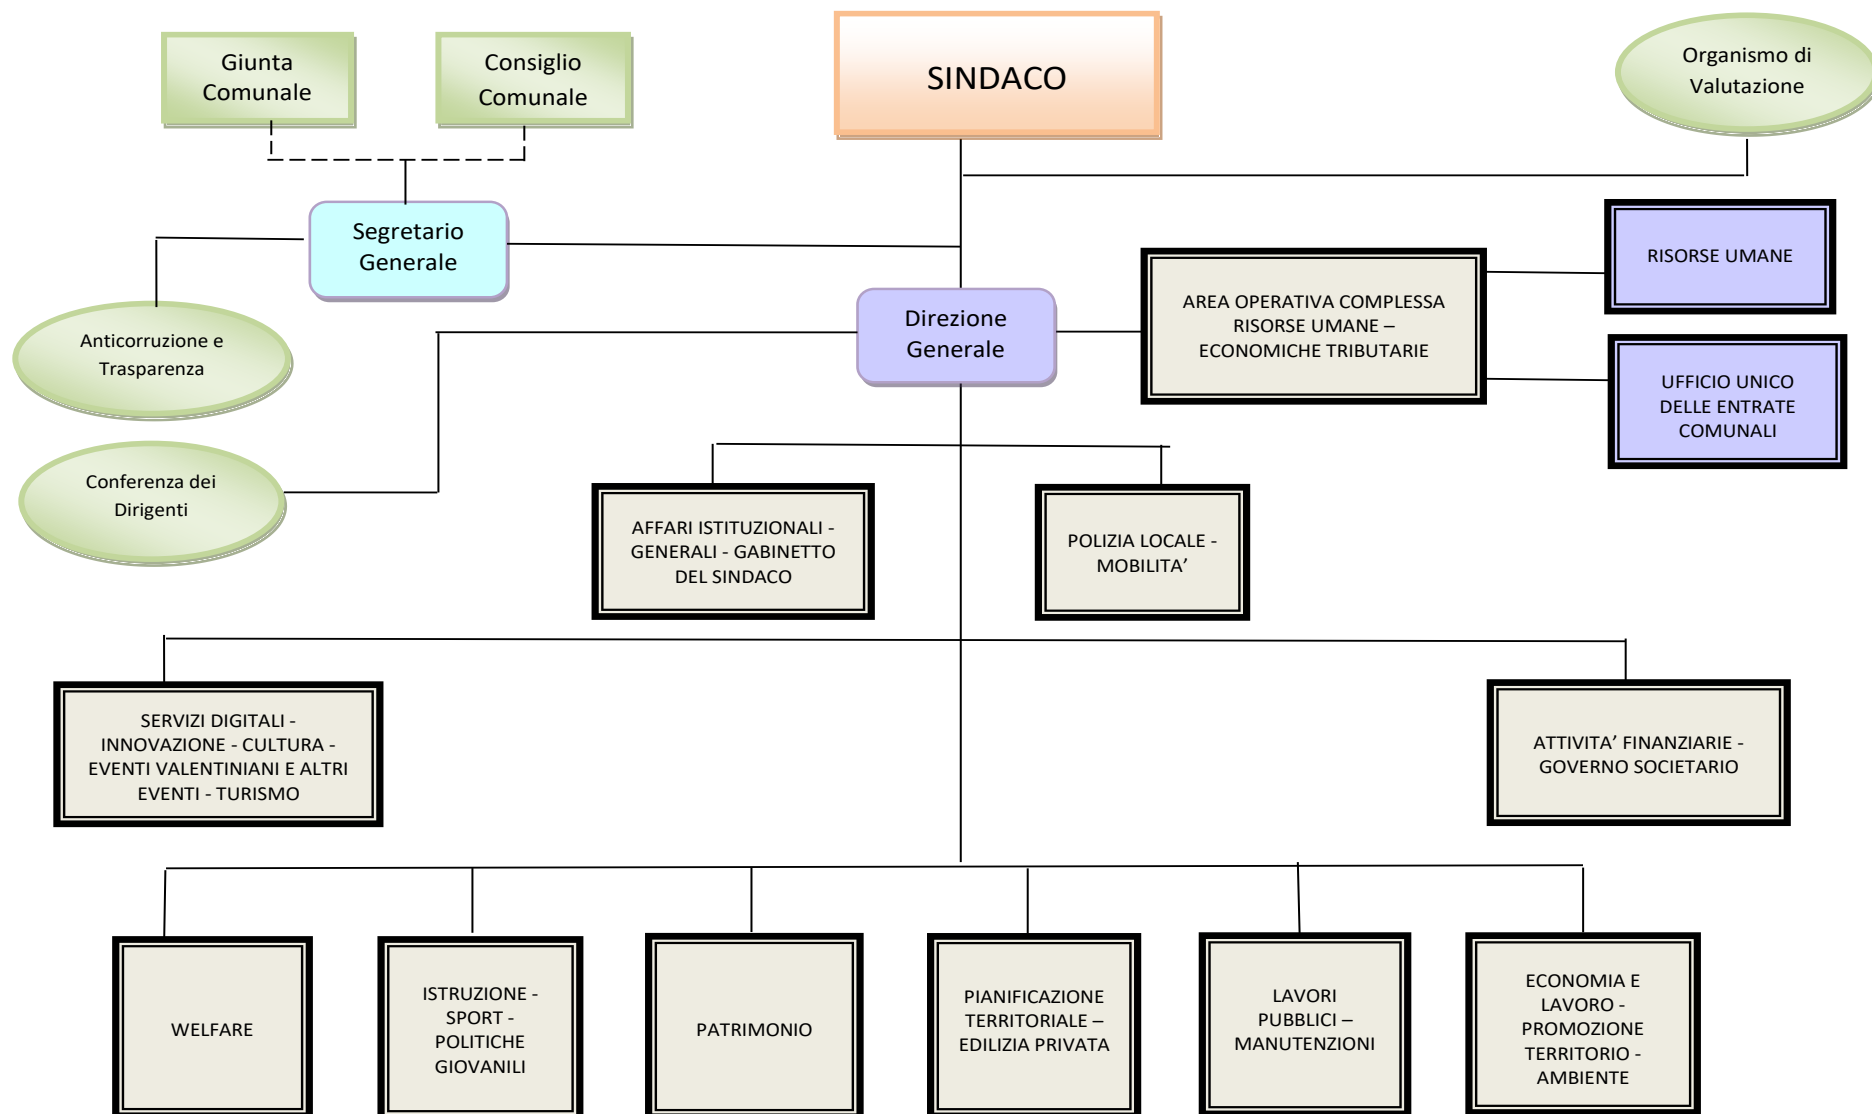 Giunta
Comunale
Consiglio
Comunale
SINDACO
Organismo di
Valutazione
Segretario
Generale
RISORSE UMANE
AREA OPERATIVA COMPLESSA
RISORSE UMANE –
ECONOMICHE TRIBUTARIE
Direzione
Generale
Anticorruzione e
Trasparenza
UFFICIO UNICO
DELLE ENTRATE
COMUNALI
Conferenza dei
Dirigenti
AFFARI ISTITUZIONALI -
GENERALI - GABINETTO
DEL SINDACO
POLIZIA LOCALE -
MOBILITA’
SERVIZI DIGITALI -
INNOVAZIONE - CULTURA -
EVENTI VALENTINIANI E ALTRI
EVENTI - TURISMO
ATTIVITA’ FINANZIARIE -
GOVERNO SOCIETARIO
WELFARE
ISTRUZIONE -
SPORT -
POLITICHE
GIOVANILI
PATRIMONIO
PIANIFICAZIONE
TERRITORIALE –
EDILIZIA PRIVATA
LAVORI
PUBBLICI –
MANUTENZIONI
ECONOMIA E
LAVORO -
PROMOZIONE
TERRITORIO -
AMBIENTE